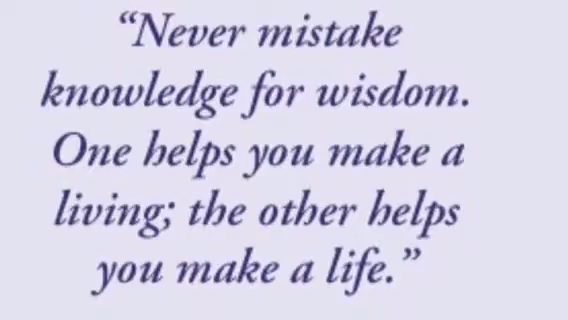 “Never mistake
knowledge for wisdom.
One helps you make a
living; the other helps
you make a life.”